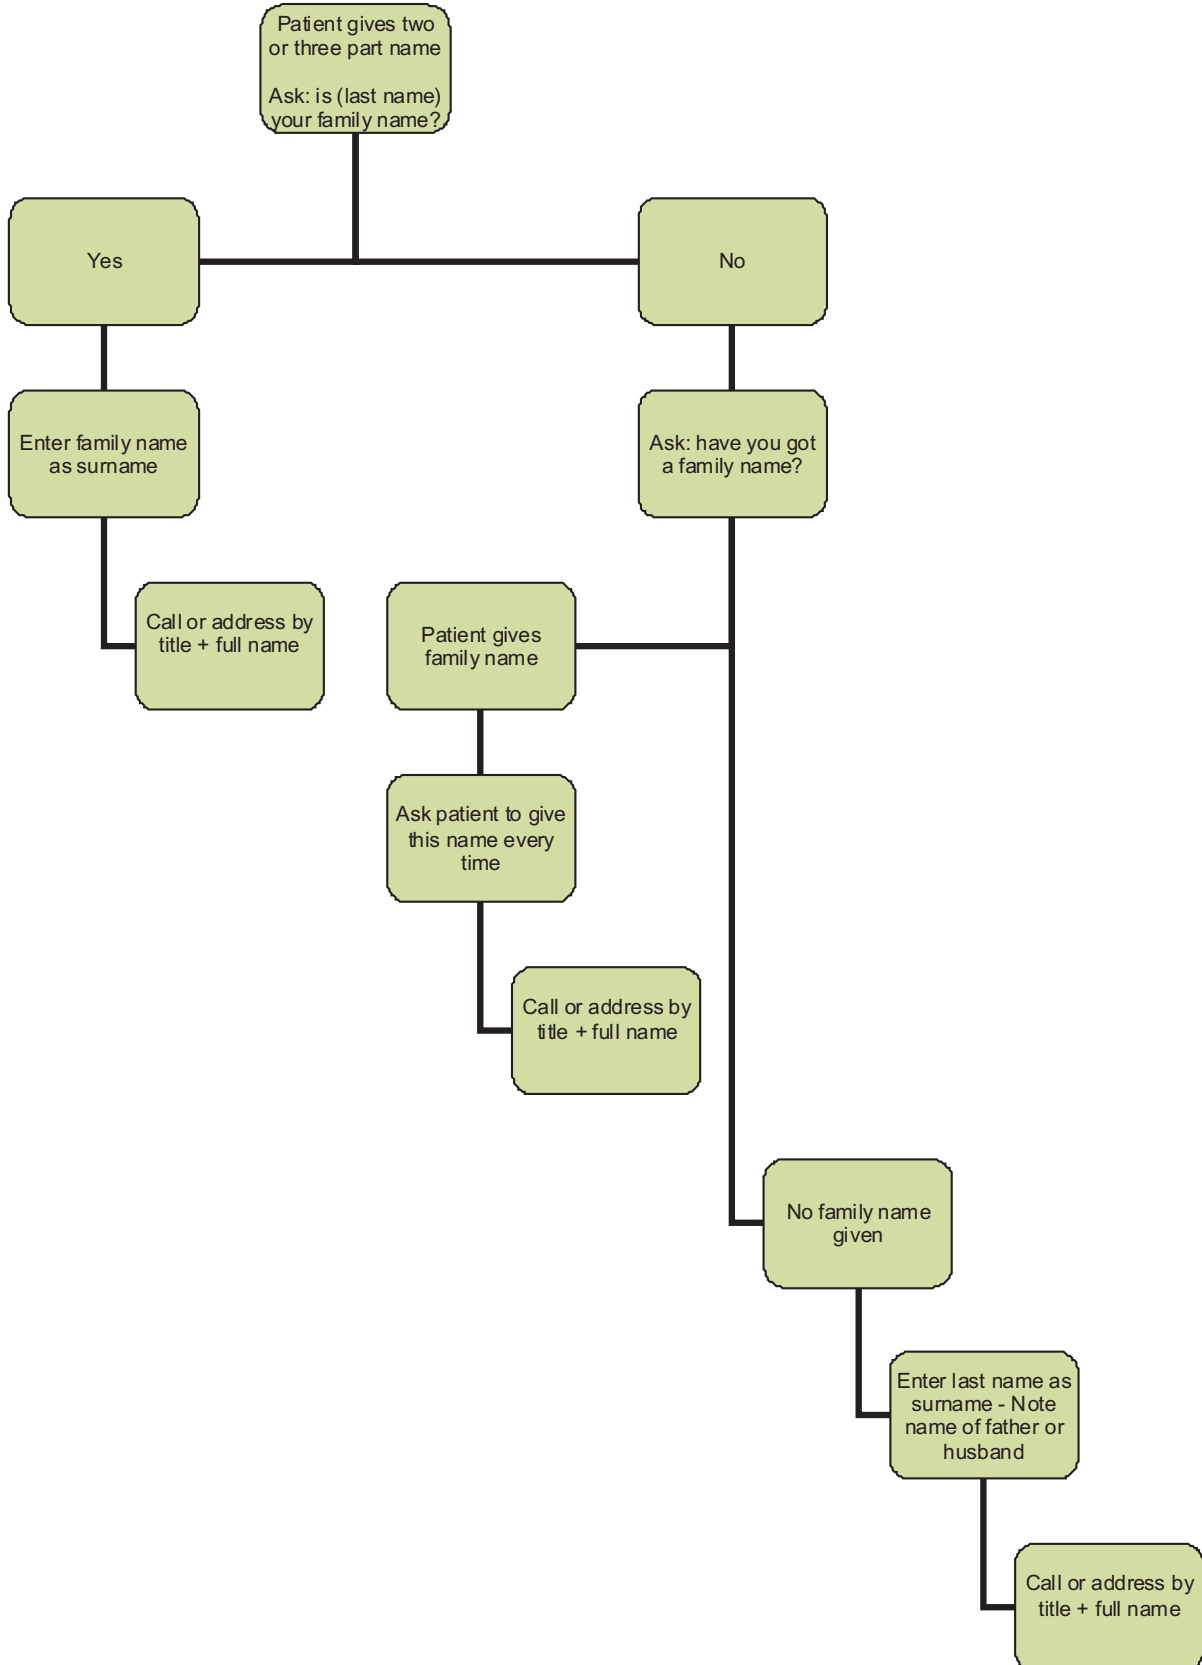 Patient gives two
or three part name
Ask: is (last name)
your family name?
Yes
No
Enter family name
as surname
Ask: have you got
a family name?
Call or address by
title + full name
Patient gives
family name
Ask patient to give
this name every
time
Call or address by
title + full name
No family name
given
Enter last name as
surname - Note
name of father or
husband
Call or address by
title + full name